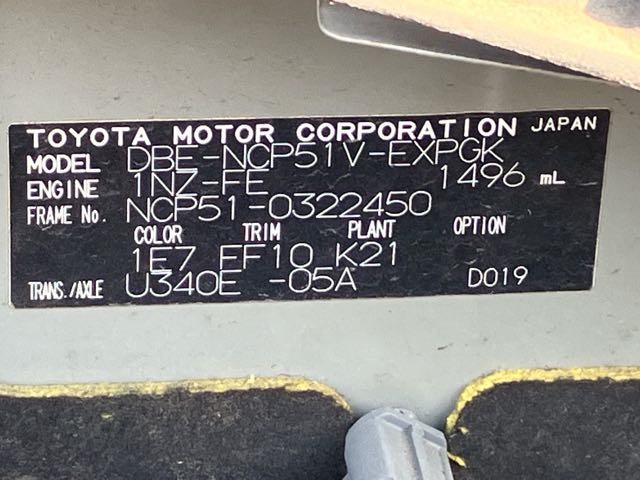 TOYOTA MOTOR CORPORATION JAPAN
MODEL DBE-NCP51V-EXPGK
ENGINE 1NZ-FE 1496 mL
FRAME No. NCP51-0322450
COLOR TRIM PLANT OPTION
1E7 EF10 K21
TRANS./AXLE U340E -05A D019